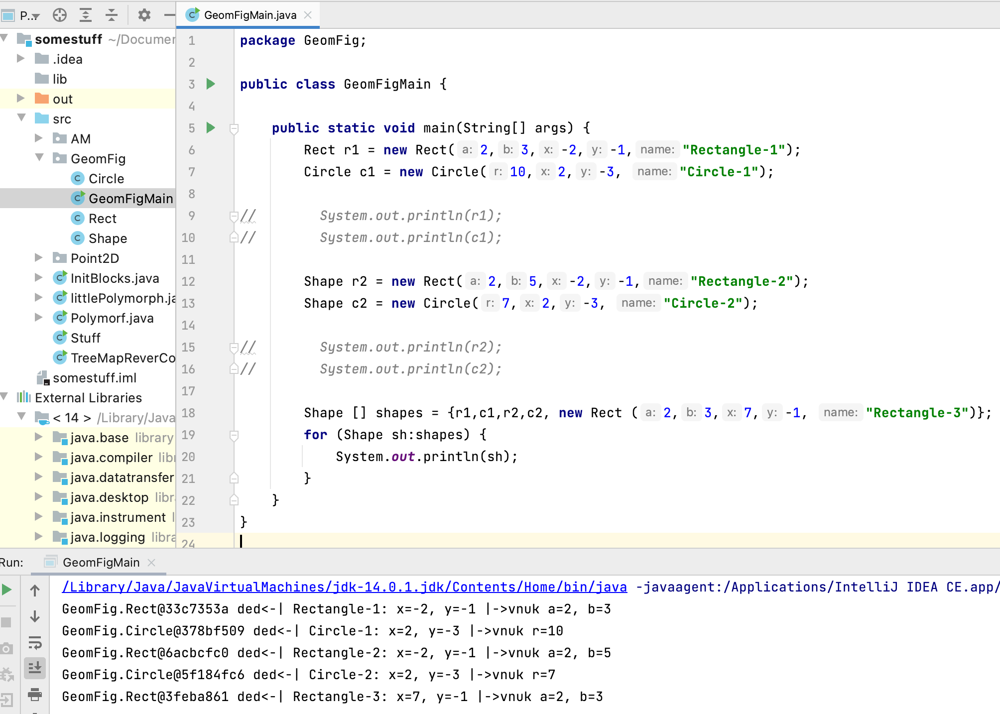 P...
GeomFigMain.java
somestuff ~/Documen
.idea
lib
out
src
AM
GeomFig
Circle
GeomFigMain
Rect
Shape
Point2D
InitBlocks.java
littlePolymorph.ja
Polymorf.java
Stuff
TreeMapReverCo
somestuff.iml
External Libraries
< 14 > /Library/Java
java.base library
java.compiler libr
java.datatransfer
java.desktop libra
java.instrument l
java.logging libra
1 package GeomFig;
2
3 public class GeomFigMain {
4
5 public static void main(String[] args) {
6 Rect r1 = new Rect( a: 2, b: 3, x: -2, y: -1, name: "Rectangle-1");
7 Circle c1 = new Circle( r: 10, x: 2, y: -3, name: "Circle-1");
8
9 // System.out.println(r1);
10 // System.out.println(c1);
11
12 Shape r2 = new Rect( a: 2, b: 5, x: -2, y: -1, name: "Rectangle-2");
13 Shape c2 = new Circle( r: 7, x: 2, y: -3, name: "Circle-2");
14
15 // System.out.println(r2);
16 // System.out.println(c2);
17
18 Shape [] shapes = {r1,c1,r2,c2, new Rect ( a: 2, b: 3, x: 7, y: -1, name: "Rectangle-3")};
19 for (Shape sh:shapes) {
20 System.out.println(sh);
21 }
22 }
23 }
24
Run: GeomFigMain
/Library/Java/JavaVirtualMachines/jdk-14.0.1.jdk/Contents/Home/bin/java -javaagent:/Applications/IntelliJ IDEA CE.app/
GeomFig.Rect@33c7353a ded<-| Rectangle-1: x=-2, y=-1 |->vnuk a=2, b=3
GeomFig.Circle@378bf509 ded<-| Circle-1: x=2, y=-3 |->vnuk r=10
GeomFig.Rect@6acbcfc0 ded<-| Rectangle-2: x=-2, y=-1 |->vnuk a=2, b=5
GeomFig.Circle@5f184fc6 ded<-| Circle-2: x=2, y=-3 |->vnuk r=7
GeomFig.Rect@3feba861 ded<-| Rectangle-3: x=7, y=-1 |->vnuk a=2, b=3